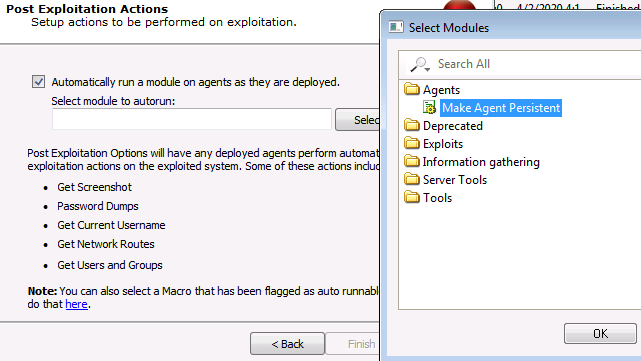 Post Exploitation Actions
Setup actions to be performed on exploitation.
4/2/2020 4:1 Finished
Automatically run a module on agents as they are deployed.
Select module to autorun:
Selec
Post Exploitation Options will have any deployed agents perform automat
exploitation actions on the exploited system. Some of these actions includ
• Get Screenshot
• Password Dumps
• Get Current Username
• Get Network Routes
• Get Users and Groups
Note: You can also select a Macro that has been flagged as auto runnable
do that here.
< Back
Finish
Select Modules
Search All
Agents
Make Agent Persistent
Deprecated
Exploits
Information gathering
Server Tools
Tools
OK